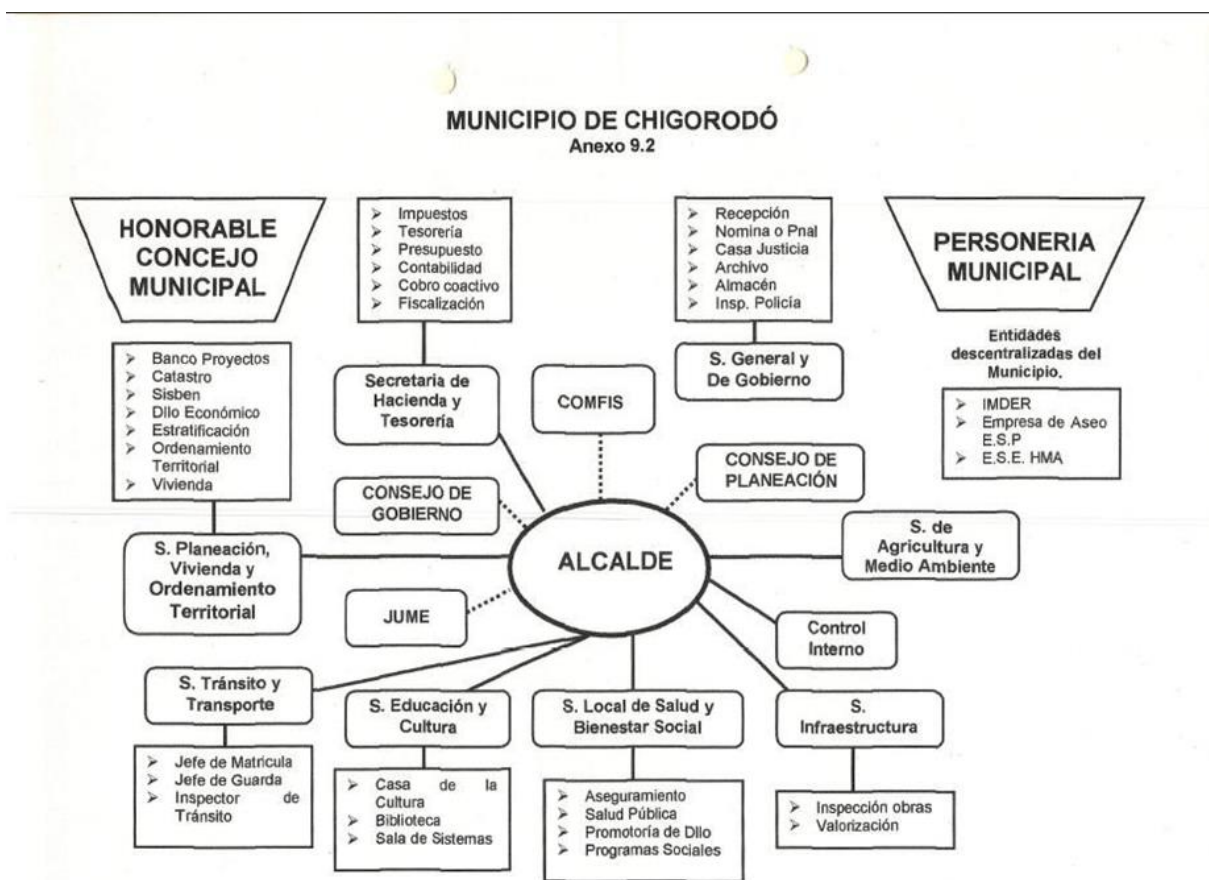 MUNICIPIO DE CHIGORODÓ
Anexo 9.2
HONORABLE
CONCEJO
MUNICIPAL
➢ Impuestos
➢ Tesorería
➢ Presupuesto
➢ Contabilidad
➢ Cobro coactivo
➢ Fiscalización
➢ Recepción
➢ Nomina o Pnal
➢ Casa Justicia
➢ Archivo
➢ Almacén
➢ Insp. Policía
PERSONERIA
MUNICIPAL
➢ Banco Proyectos
➢ Catastro
➢ Sisben
➢ Dllo Económico
➢ Estratificación
➢ Ordenamiento
Territorial
➢ Vivienda
Secretaria de
Hacienda y
Tesorería
COMFIS
S. General y
De Gobierno
Entidades
descentralizadas del
Municipio.
➢ IMDER
➢ Empresa de Aseo
E.S.P
➢ E.S.E. HMA
CONSEJO DE
GOBIERNO
CONSEJO DE
PLANEACIÓN
S. Planeación,
Vivienda y
Ordenamiento
Territorial
ALCALDE
S. de
Agricultura y
Medio Ambiente
JUME
Control
Interno
S. Tránsito y
Transporte
S. Educación y
Cultura
S. Local de Salud y
Bienestar Social
S.
Infraestructura
➢ Jefe de Matricula
➢ Jefe de Guarda
➢ Inspector de
Tránsito
➢ Casa de la
Cultura
➢ Biblioteca
➢ Sala de Sistemas
➢ Aseguramiento
➢ Salud Pública
➢ Promotoría de Dllo
➢ Programas Sociales
➢ Inspección obras
➢ Valorización